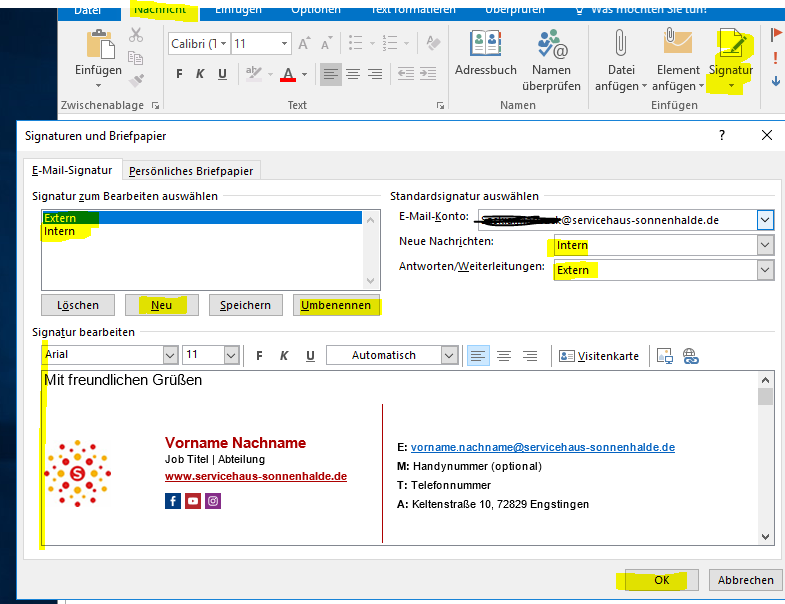 Datei Nachricht Einfügen Optionen Text formatieren Überprüfen Was möchten Sie tun?
Einfügen
Zwischenablage
Calibri (T 11
F K U
Text
Adressbuch Namen überprüfen
Namen
Datei anfügen Element anfügen Signatur
Einfügen
Signaturen und Briefpapier
E-Mail-Signatur Persönliches Briefpapier
Signatur zum Bearbeiten auswählen
Extern
Intern
Löschen Neu Speichern Umbenennen
Standardsignatur auswählen
E-Mail-Konto: @servicehaus-sonnenhalde.de
Neue Nachrichten: Intern
Antworten/Weiterleitungen: Extern
Signatur bearbeiten
Arial 11 F K U Automatisch Visitenkarte
Mit freundlichen Grüßen
S
Vorname Nachname
Job Titel | Abteilung
www.servicehaus-sonnenhalde.de
E: vorname.nachname@servicehaus-sonnenhalde.de
M: Handynummer (optional)
T: Telefonnummer
A: Keltenstraße 10, 72829 Engstingen
OK Abbrechen